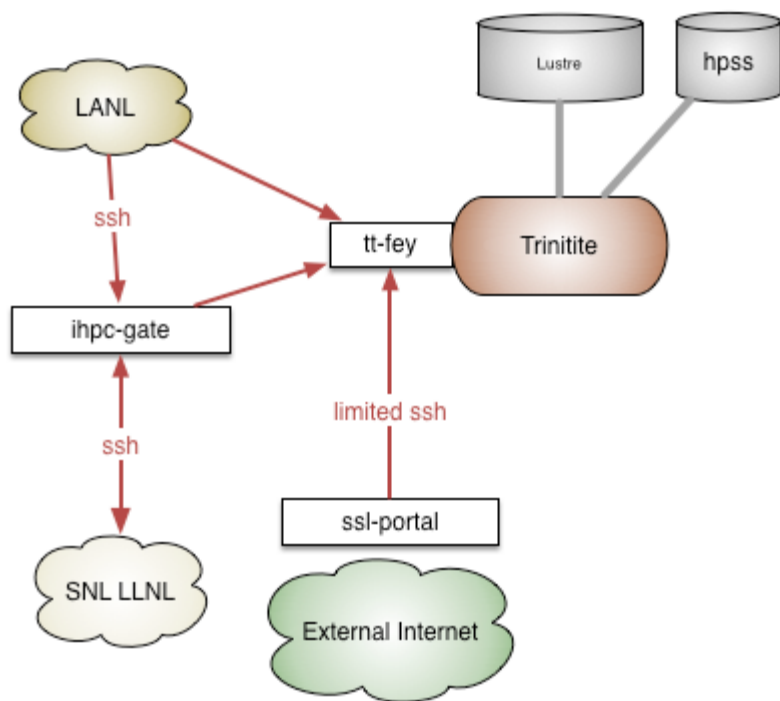 Lustre
hpss
LANL
ssh
tt-fey
Trinitite
ihpc-gate
limited ssh
ssh
ssl-portal
SNL LLNL
External Internet